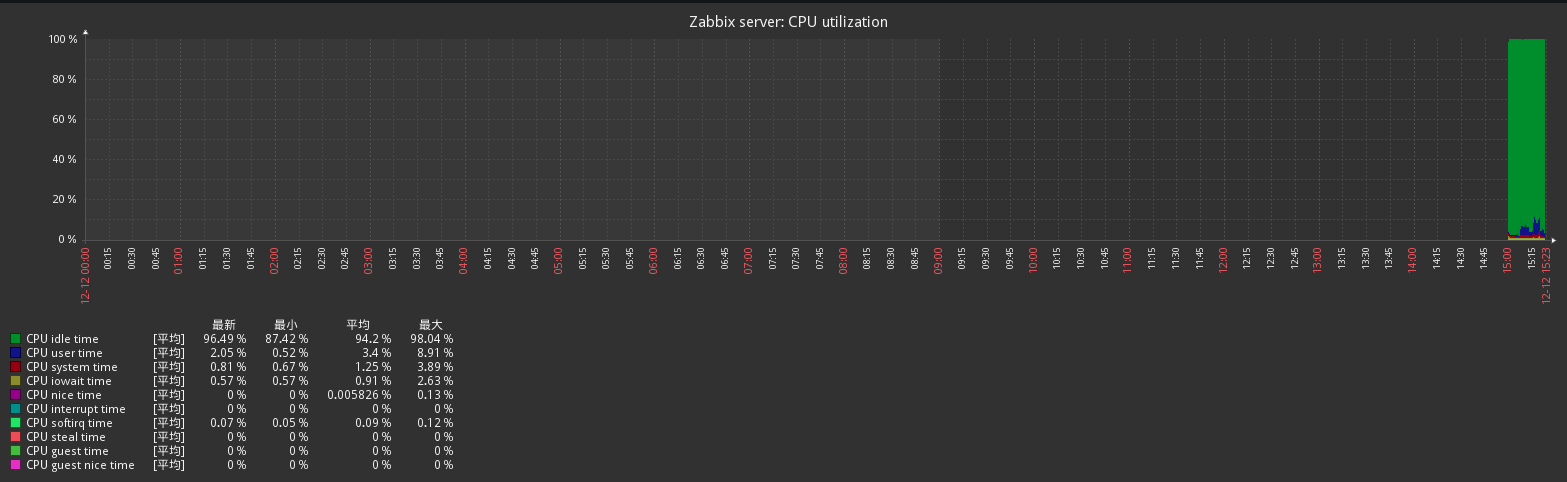 Zabbix server: CPU utilization
100 %
80 %
60 %
40 %
20 %
0 %
12-12 00:00 00:15 00:30 00:45 01:00 01:15 01:30 01:45 02:00 02:15 02:30 02:45 03:00 03:15 03:30 03:45 04:00 04:15 04:30 04:45 05:00 05:15 05:30 05:45 06:00 06:15 06:30 06:45 07:00 07:15 07:30 07:45 08:00 08:15 08:30 08:45 09:00 09:15 09:30 09:45 10:00 10:15 10:30 10:45 11:00 11:15 11:30 11:45 12:00 12:15 12:30 12:45 13:00 13:15 13:30 13:45 14:00 14:15 14:30 14:45 15:00 15:15 12-12 15:23
最新 最小 平均 最大
CPU idle time [平均] 96.49 % 87.42 % 94.2 % 98.04 %
CPU user time [平均] 2.05 % 0.52 % 3.4 % 8.91 %
CPU system time [平均] 0.81 % 0.67 % 1.25 % 3.89 %
CPU iowait time [平均] 0.57 % 0.57 % 0.91 % 2.63 %
CPU nice time [平均] 0 % 0 % 0.005826 % 0.13 %
CPU interrupt time [平均] 0 % 0 % 0 % 0 %
CPU softirq time [平均] 0.07 % 0.05 % 0.09 % 0.12 %
CPU steal time [平均] 0 % 0 % 0 % 0 %
CPU guest time [平均] 0 % 0 % 0 % 0 %
CPU guest nice time [平均] 0 % 0 % 0 % 0 %